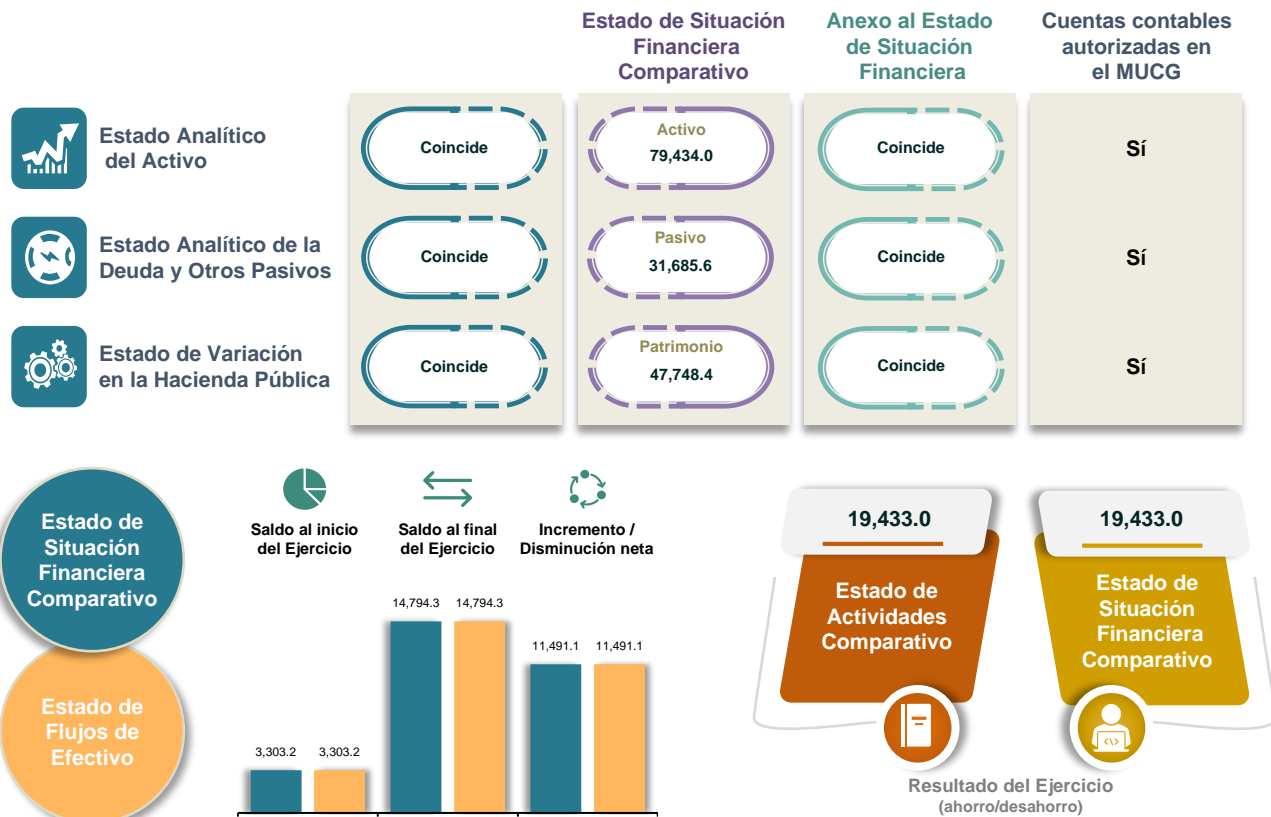 Estado de Situación
Financiera
Comparativo
Anexo al Estado
de Situación
Financiera
Cuentas contables
autorizadas en
el MUCG
Estado Analítico
del Activo
Coincide
Activo
79,434.0
Coincide
Sí
Estado Analítico de la
Deuda y Otros Pasivos
Coincide
Pasivo
31,685.6
Coincide
Sí
Estado de Variación
en la Hacienda Pública
Coincide
Patrimonio
47,748.4
Coincide
Sí
Estado de
Situación
Financiera
Comparativo
Estado de
Flujos de
Efectivo
Saldo al inicio
del Ejercicio
Saldo al final
del Ejercicio
Incremento /
Disminución neta
3,303.2 3,303.2
14,794.3 14,794.3
11,491.1 11,491.1
19,433.0
Estado de
Actividades
Comparativo
19,433.0
Estado de
Situación
Financiera
Comparativo
Resultado del Ejercicio
(ahorro/desahorro)